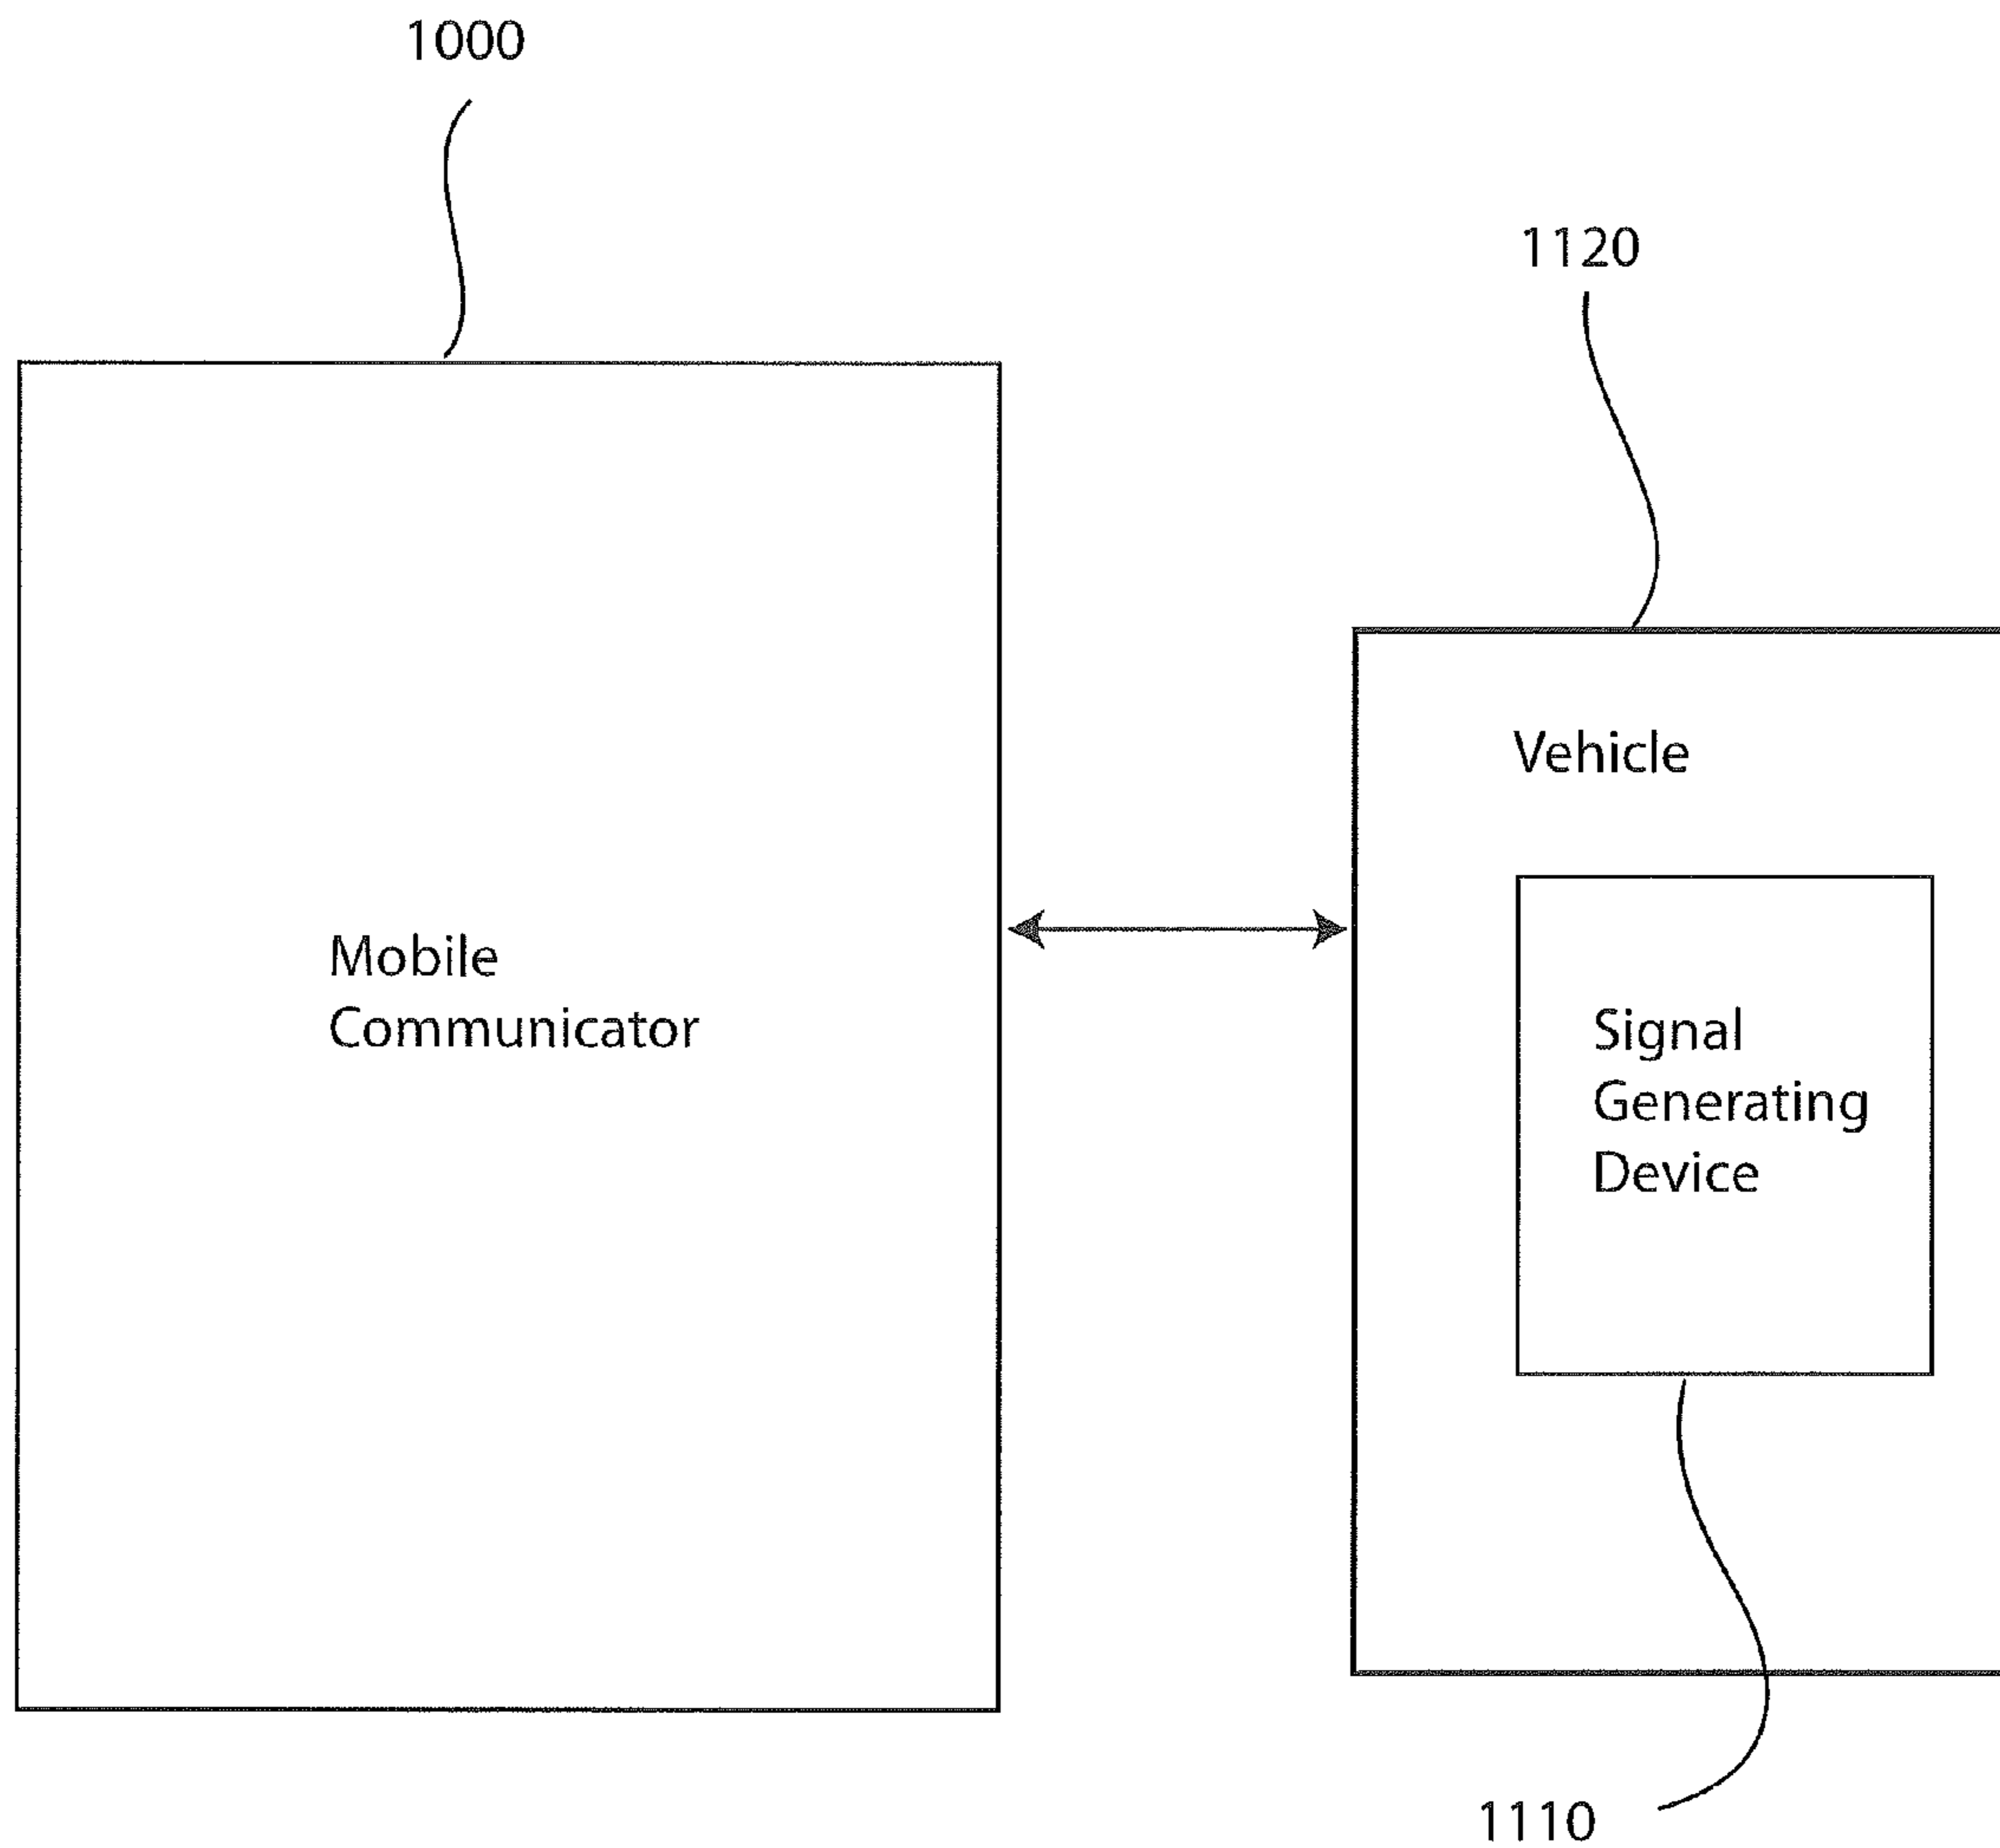 1000
1120
Vehicle
Mobile
Communicator
Signal
Generating
Device
1110